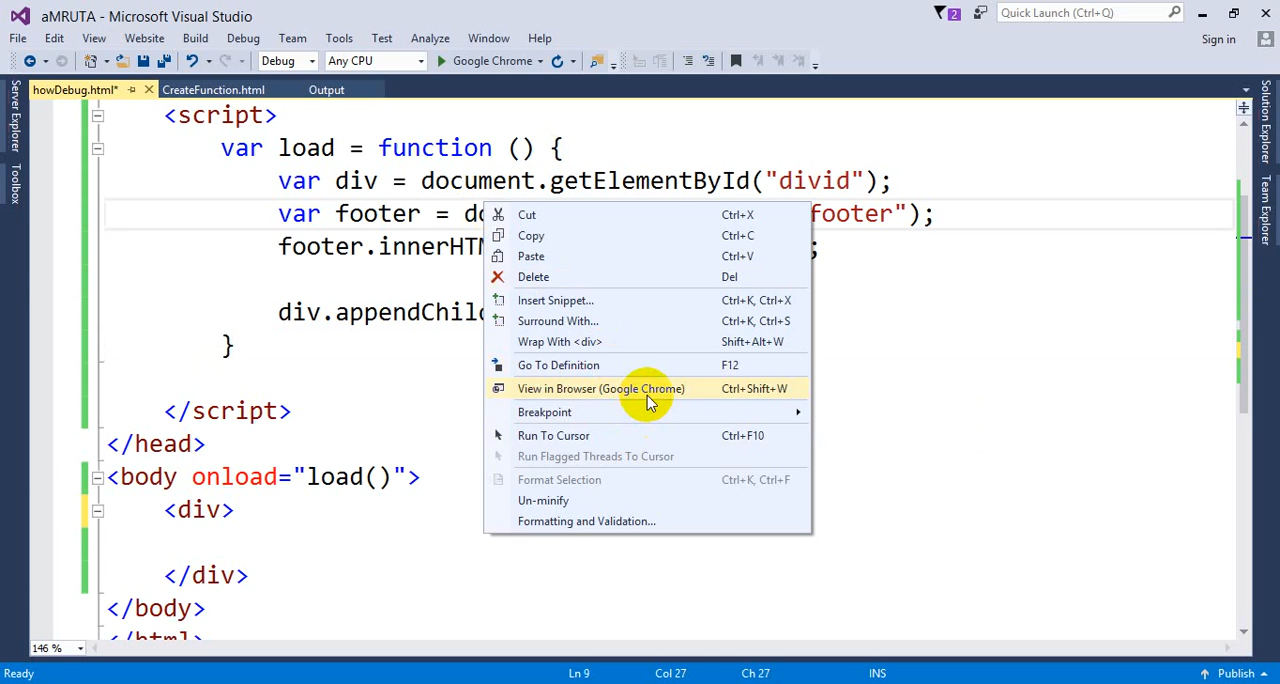 aMRUTA - Microsoft Visual Studio
2
Quick Launch (Ctrl+Q)
File Edit View Website Build Debug Team Tools Test Analyze Window Help
Sign in
Debug Any CPU Google Chrome
howDebug.html* CreateFunction.html Output
Server Explorer
Toolbox
Solution Explorer
Team Explorer
<script>
var load = function () {
var div = document.getElementById("divid");
var footer = do footer");
footer.innerHTM ;
div.appendChild
}
</script>
</head>
<body onload="load()">
<div>
</div>
</body>
</html>
Cut Ctrl+X
Copy Ctrl+C
Paste Ctrl+V
Delete Del
Insert Snippet... Ctrl+K, Ctrl+X
Surround With... Ctrl+K, Ctrl+S
Wrap With <div> Shift+Alt+W
Go To Definition F12
View in Browser (Google Chrome) Ctrl+Shift+W
Breakpoint
Run To Cursor Ctrl+F10
Run Flagged Threads To Cursor
Format Selection Ctrl+K, Ctrl+F
Un-minify
Formatting and Validation...
146 %
Ready Ln 9 Col 27 Ch 27 INS Publish